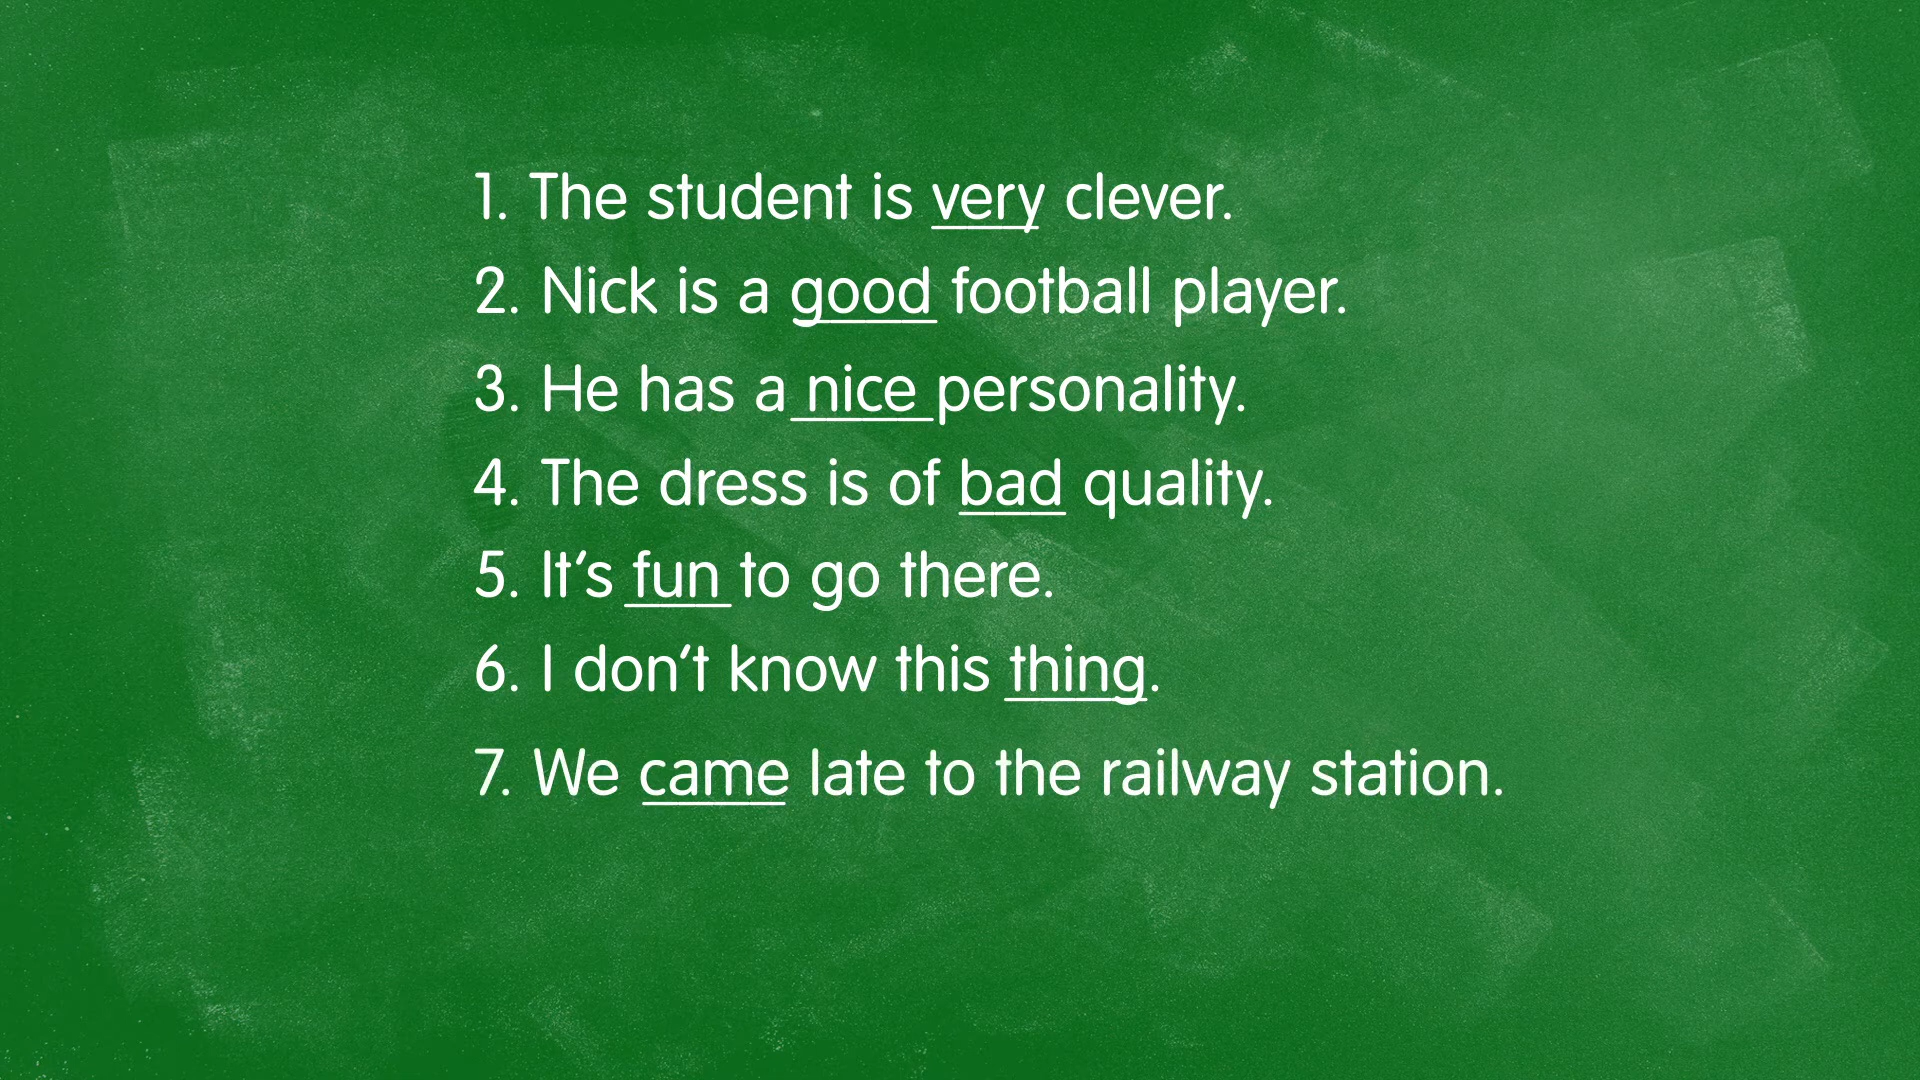 1. The student is very clever.
2. Nick is a good football player.
3. He has a nice personality.
4. The dress is of bad quality.
5. It’s fun to go there.
6. I don’t know this thing.
7. We came late to the railway station.